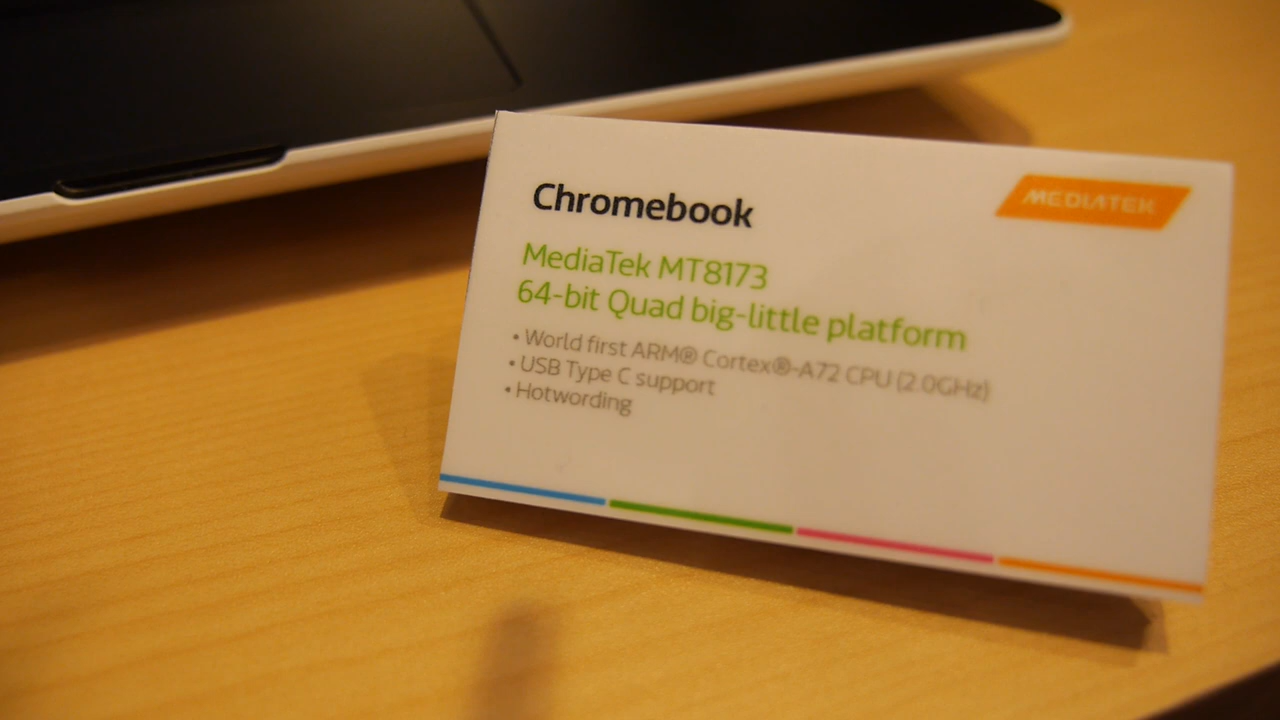 Chromebook
MEDIATEK
MediaTek MT8173
64-bit Quad big-little platform
• World first ARM® Cortex®-A72 CPU (2.0GHz)
• USB Type C support
• Hotwording